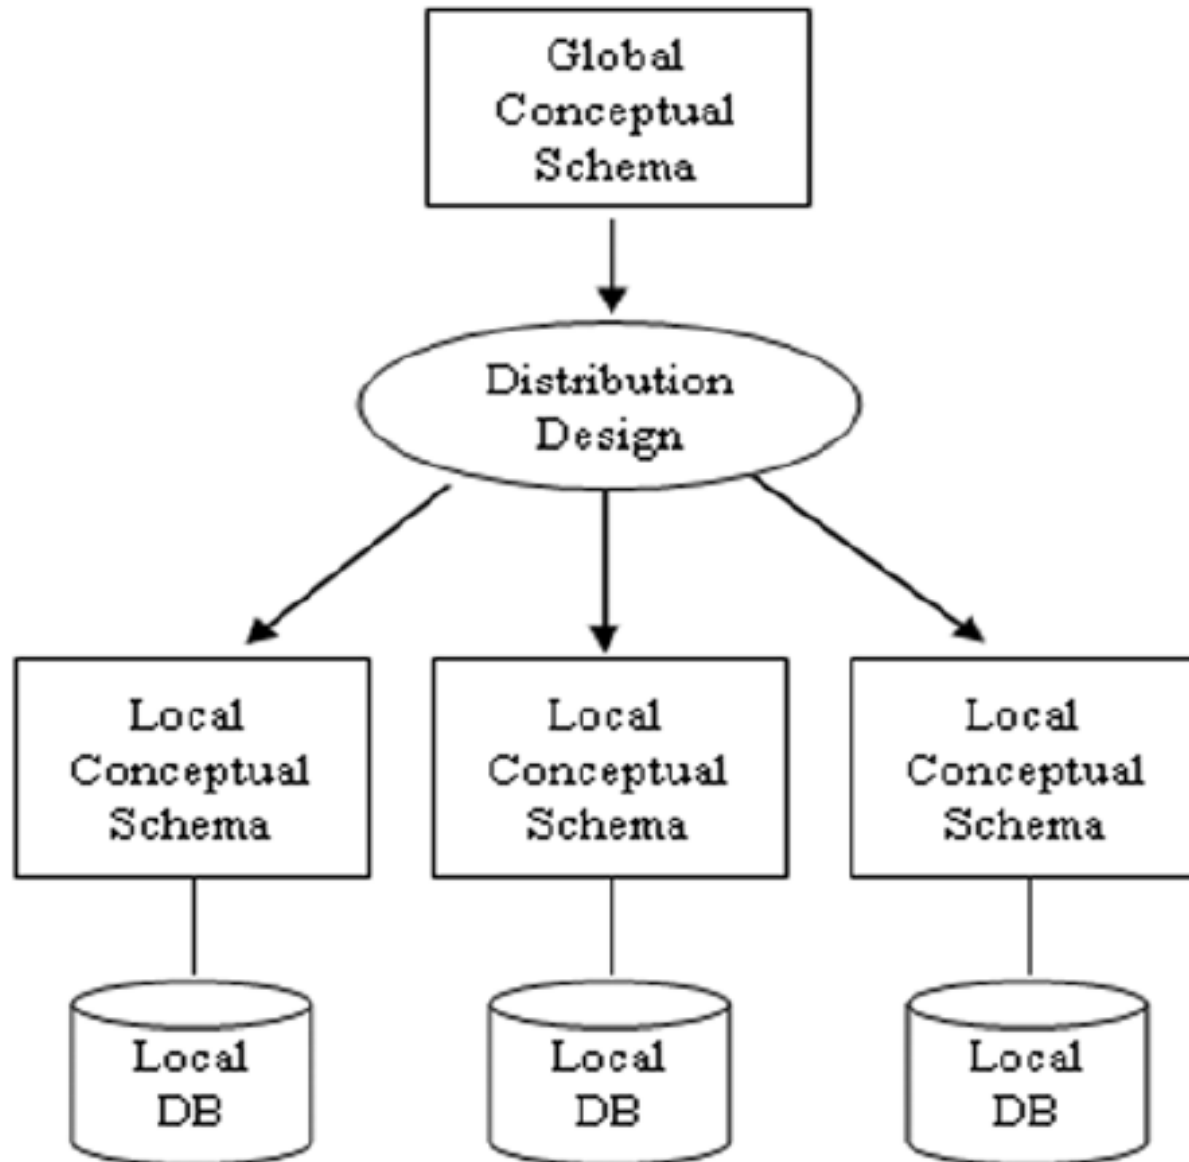 Global
Conceptual
Schema
Distribution
Design
Local
Conceptual
Schema
Local
Conceptual
Schema
Local
Conceptual
Schema
Local
DB
Local
DB
Local
DB